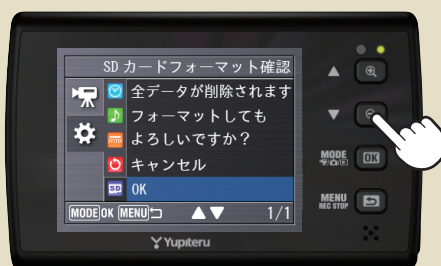 SDカードフォーマット確認
全データが削除されます
フォーマットしても
よろしいですか？
キャンセル
SD OK
MODE OK MENU ▲▼ 1/1
Yupiteru
▲
▼
MODE OK
MENU
REC STOP